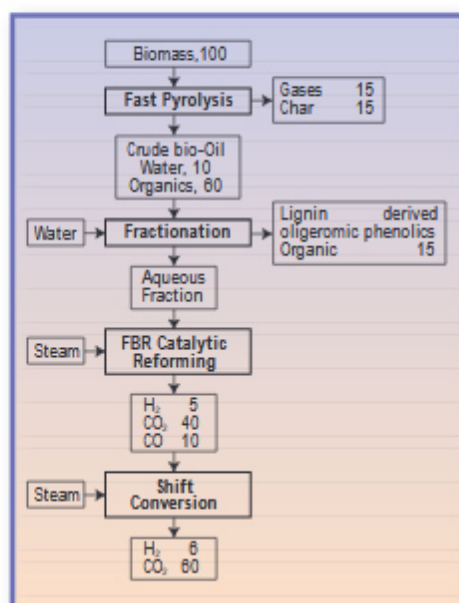 Biomass,100
Fast Pyrolysis
Gases 15
Char 15
Crude bio-Oil
Water, 10
Organics, 60
Water
Fractionation
Lignin derived
oligeromic phenolics
Organic 15
Aqueous
Fraction
Steam
FBR Catalytic
Reforming
H₂ 5
CO₂ 40
CO 10
Steam
Shift
Conversion
H₂ 6
CO₂ 60